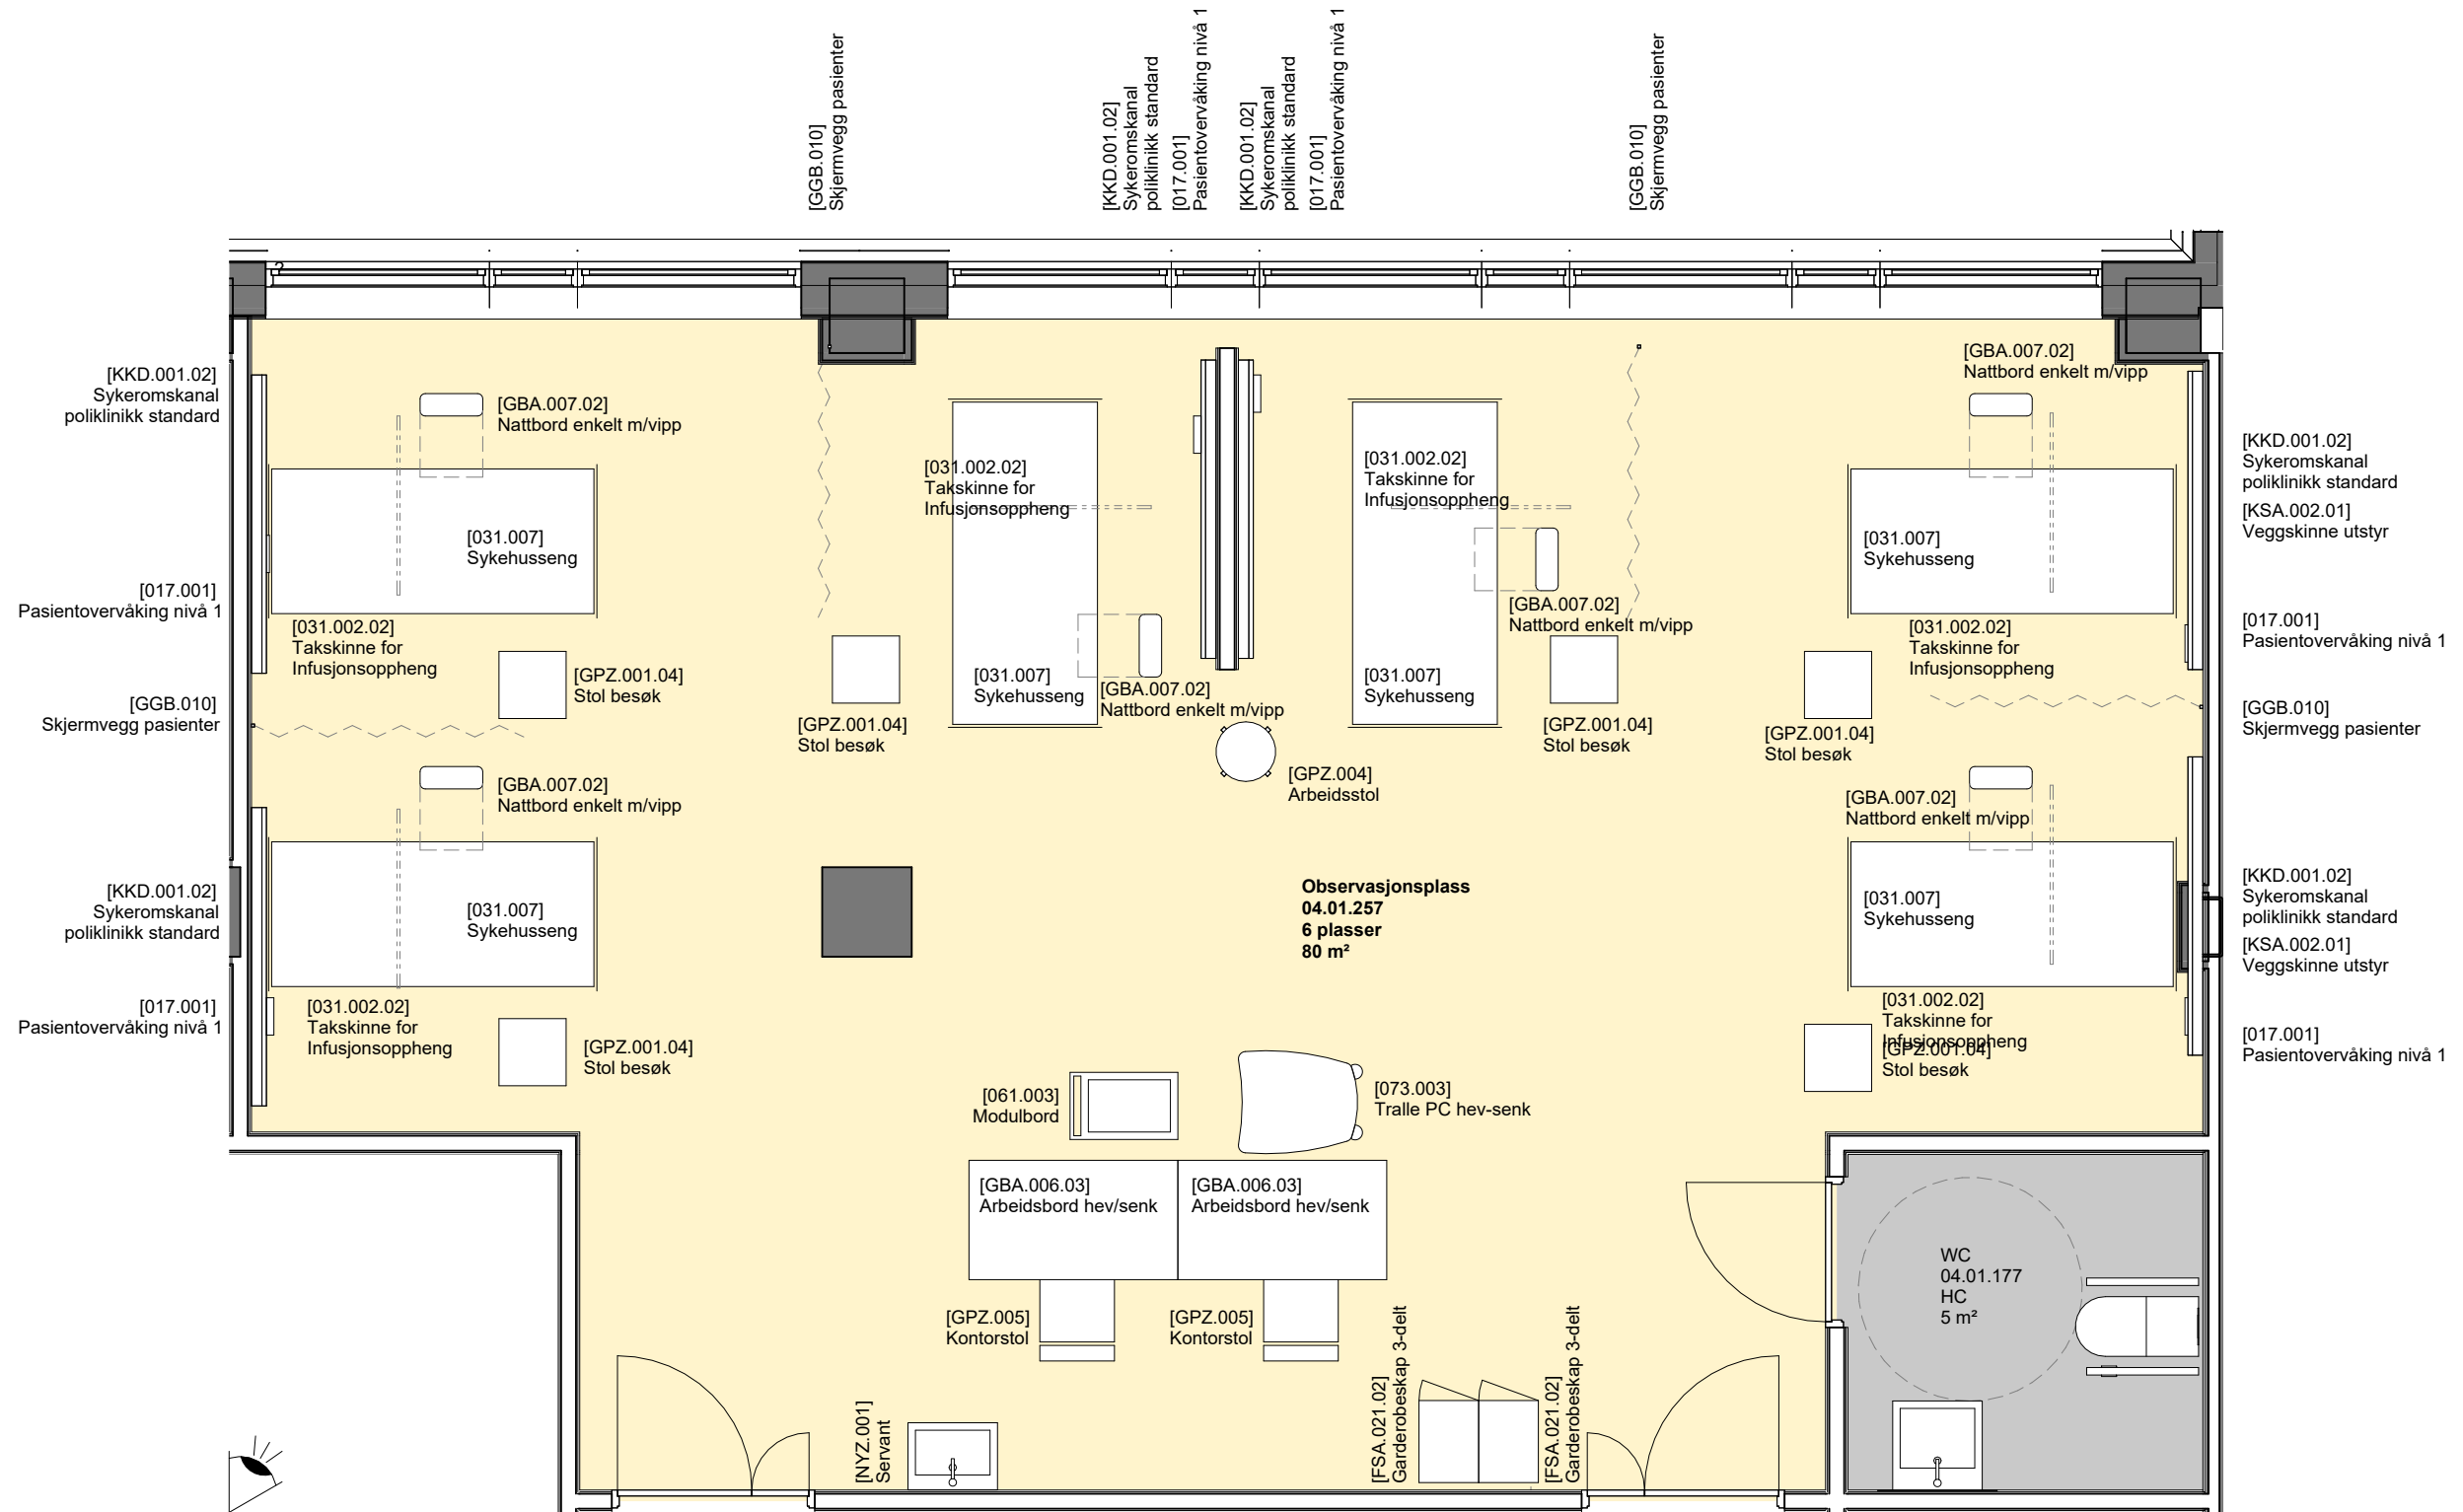 [GGB.010]
Skjermvegg pasienter
[KKD.001.02]
Sykeromskanal
poliklinikk standard
[017.001]
Pasientovervåking nivå 1
[KKD.001.02]
Sykeromskanal
poliklinikk standard
[017.001]
Pasientovervåking nivå 1
[GGB.010]
Skjermvegg pasienter
[KKD.001.02]
Sykeromskanal
poliklinikk standard
[017.001]
Pasientovervåking nivå 1
[GGB.010]
Skjermvegg pasienter
[KKD.001.02]
Sykeromskanal
poliklinikk standard
[017.001]
Pasientovervåking nivå 1
[GBA.007.02]
Nattbord enkelt m/vipp
[031.007]
Sykehusseng
[031.002.02]
Takskinne for
Infusjonsoppheng
[GPZ.001.04]
Stol besøk
[GBA.007.02]
Nattbord enkelt m/vipp
[031.007]
Sykehusseng
[031.002.02]
Takskinne for
Infusjonsoppheng
[GPZ.001.04]
Stol besøk
[031.002.02]
Takskinne for
Infusjonsoppheng
[031.007]
Sykehusseng
[GBA.007.02]
Nattbord enkelt m/vipp
[GPZ.001.04]
Stol besøk
[031.002.02]
Takskinne for
Infusjonsoppheng
[GBA.007.02]
Nattbord enkelt m/vipp
[031.007]
Sykehusseng
[GPZ.001.04]
Stol besøk
[GPZ.004]
Arbeidsstol
[GBA.007.02]
Nattbord enkelt m/vipp
[031.007]
Sykehusseng
[031.002.02]
Takskinne for
Infusjonsoppheng
[GPZ.001.04]
Stol besøk
[GBA.007.02]
Nattbord enkelt m/vipp
[031.007]
Sykehusseng
[031.002.02]
Takskinne for
Infusjonsoppheng
[GPZ.001.04]
Stol besøk
[KKD.001.02]
Sykeromskanal
poliklinikk standard
[KSA.002.01]
Veggskinne utstyr
[017.001]
Pasientovervåking nivå 1
[GGB.010]
Skjermvegg pasienter
[KKD.001.02]
Sykeromskanal
poliklinikk standard
[KSA.002.01]
Veggskinne utstyr
[017.001]
Pasientovervåking nivå 1
Observasjonsplass
04.01.257
6 plasser
80 m²
[061.003]
Modulbord
[073.003]
Tralle PC hev-senk
[GBA.006.03]
Arbeidsbord hev/senk
[GBA.006.03]
Arbeidsbord hev/senk
[GPZ.005]
Kontorstol
[GPZ.005]
Kontorstol
[NYZ.001]
Servant
[FSA.021.02]
Garderobeskap 3-delt
[FSA.021.02]
Garderobeskap 3-delt
WC
04.01.177
HC
5 m²